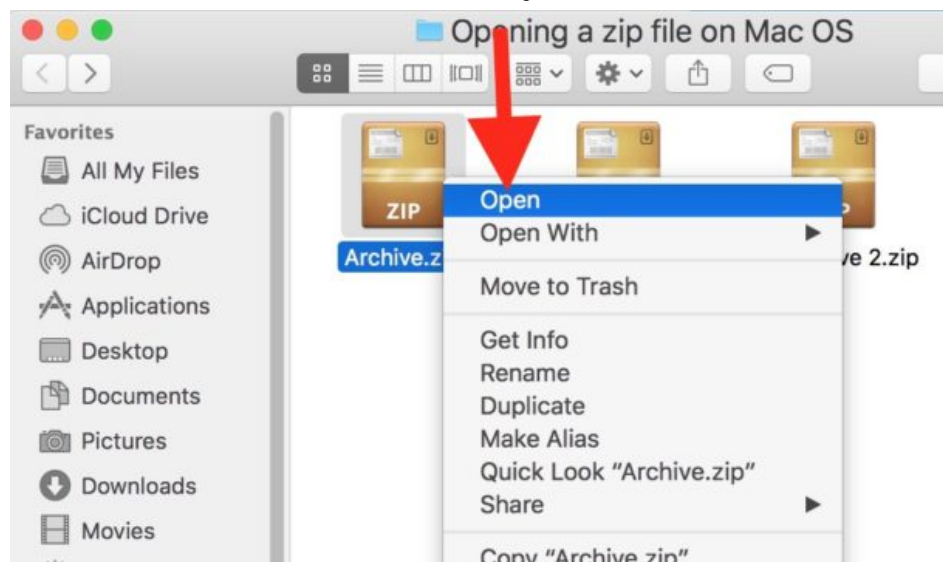 Opening a zip file on Mac OS
Favorites
All My Files
iCloud Drive
AirDrop
Applications
Desktop
Documents
Pictures
Downloads
Movies
ZIP
Archive.z
ve 2.zip
Open
Open With
Move to Trash
Get Info
Rename
Duplicate
Make Alias
Quick Look “Archive.zip”
Share
Copy “Archive.zip”